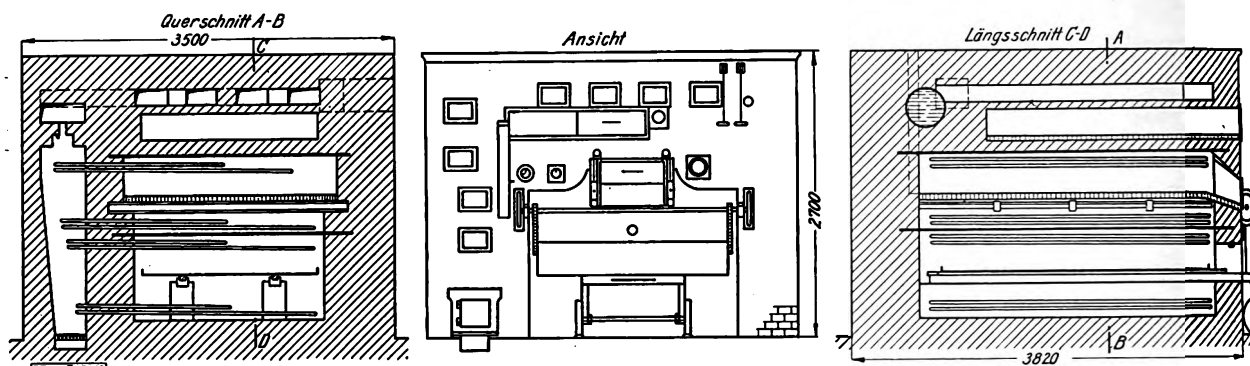 Querschnitt A-B
3500
C
D
Ansicht
2700
Längsschnitt C-D
A
B
3820